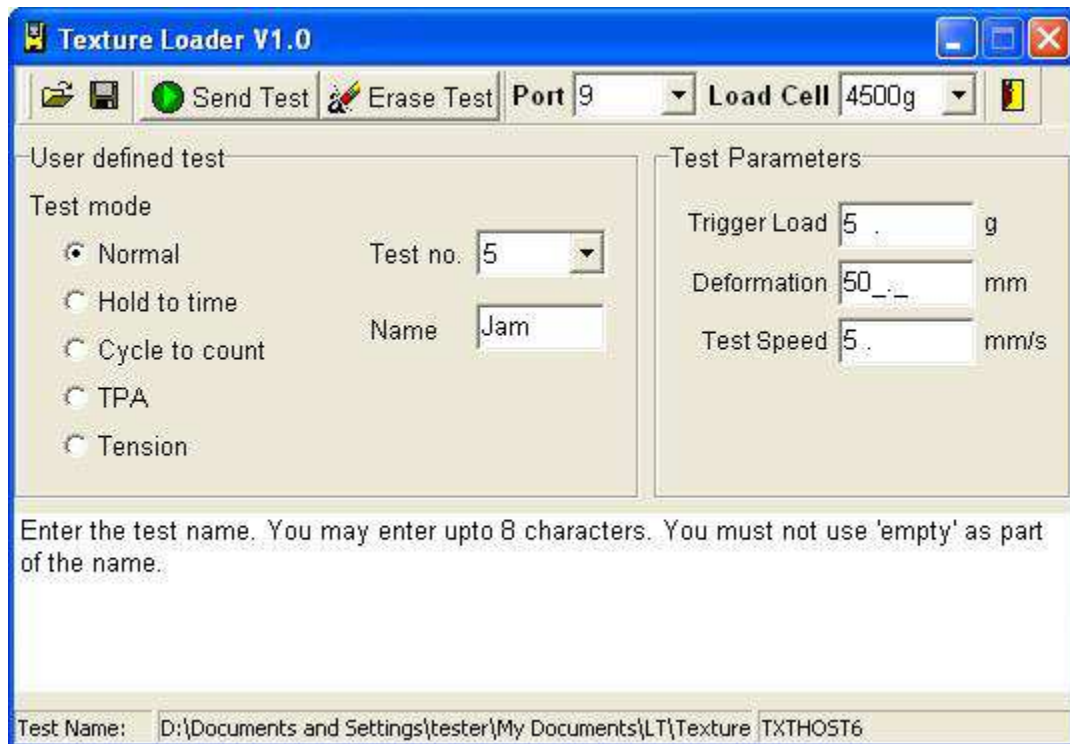 Texture Loader V1.0
Send Test Erase Test Port 9 Load Cell 4500g
User defined test
Test mode
Normal
Hold to time
Cycle to count
TPA
Tension
Test no. 5
Name Jam
Test Parameters
Trigger Load 5 . g
Deformation 50_._ mm
Test Speed 5 . mm/s
Enter the test name. You may enter upto 8 characters. You must not use 'empty' as part
of the name.
Test Name: D:\Documents and Settings\tester\My Documents\LT\Texture TXTHOST6